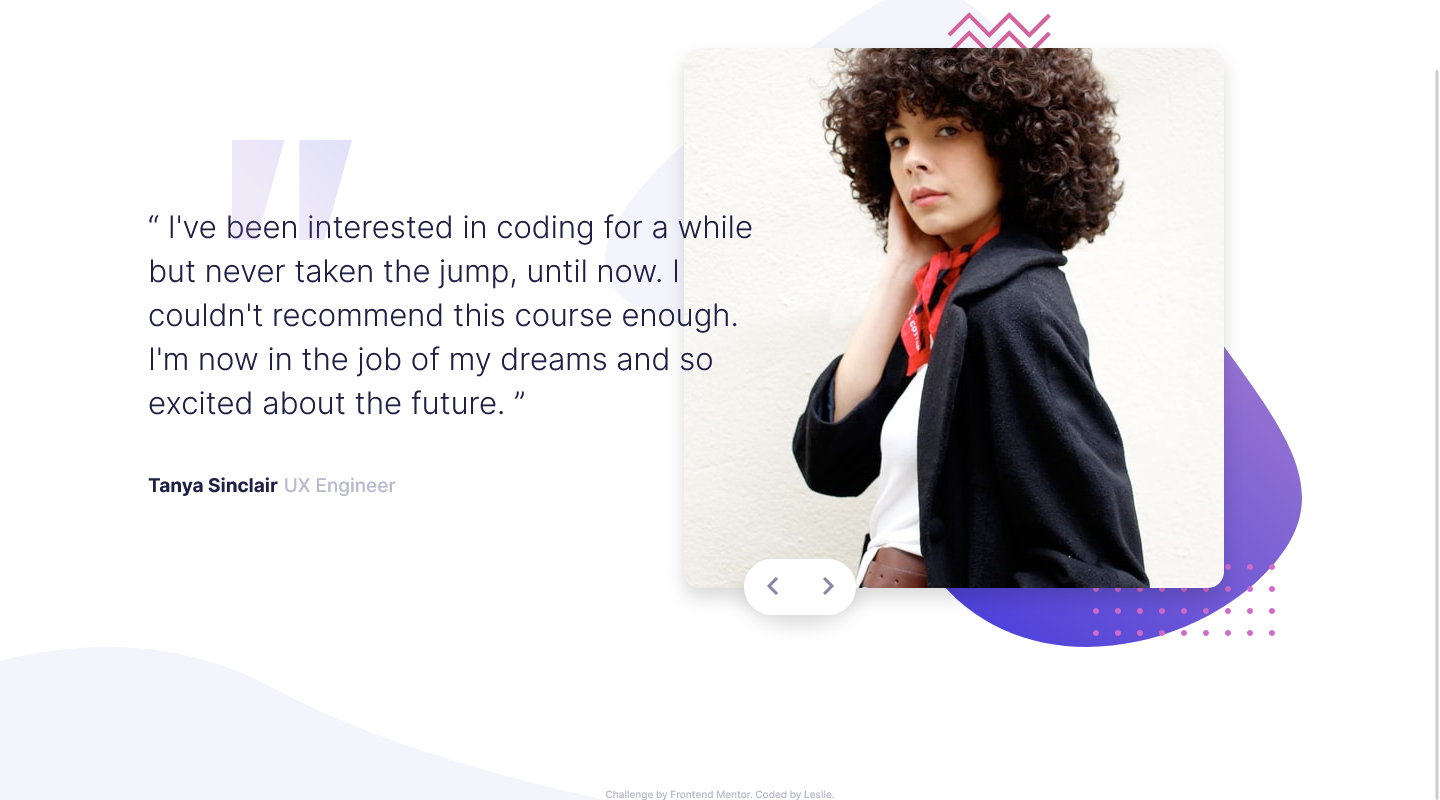 “ I've been interested in coding for a while
but never taken the jump, until now. I
couldn't recommend this course enough.
I'm now in the job of my dreams and so
excited about the future. ”
Tanya Sinclair UX Engineer
Challenge by Frontend Mentor. Coded by Leslie.